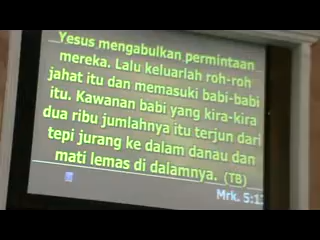 Yesus mengabulkan permintaan
mereka. Lalu keluarlah roh-roh
jahat itu dan memasuki babi-babi
itu. Kawanan babi yang kira-kira
dua ribu jumlahnya itu terjun dari
tepi jurang ke dalam danau dan
mati lemas di dalamnya. (TB)
Mrk.